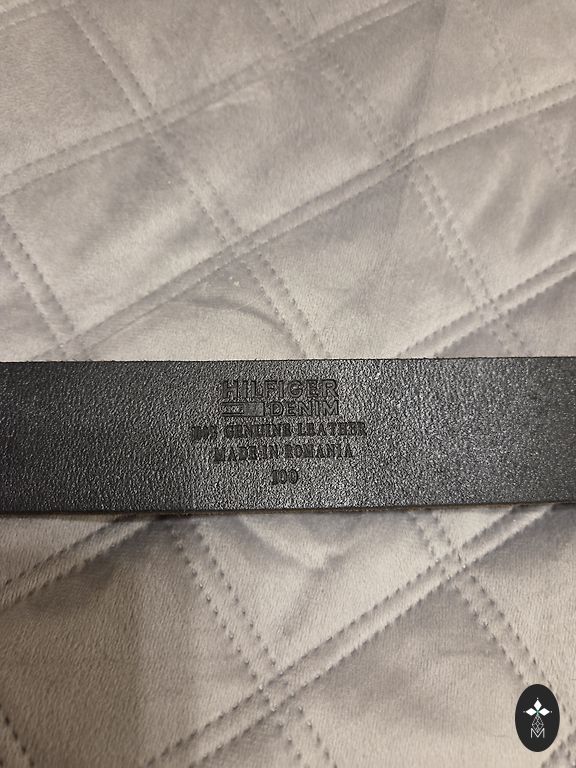 HILFIGER
DENIM
GENUINE LEATHER
MADE IN ROMANIA
100
M